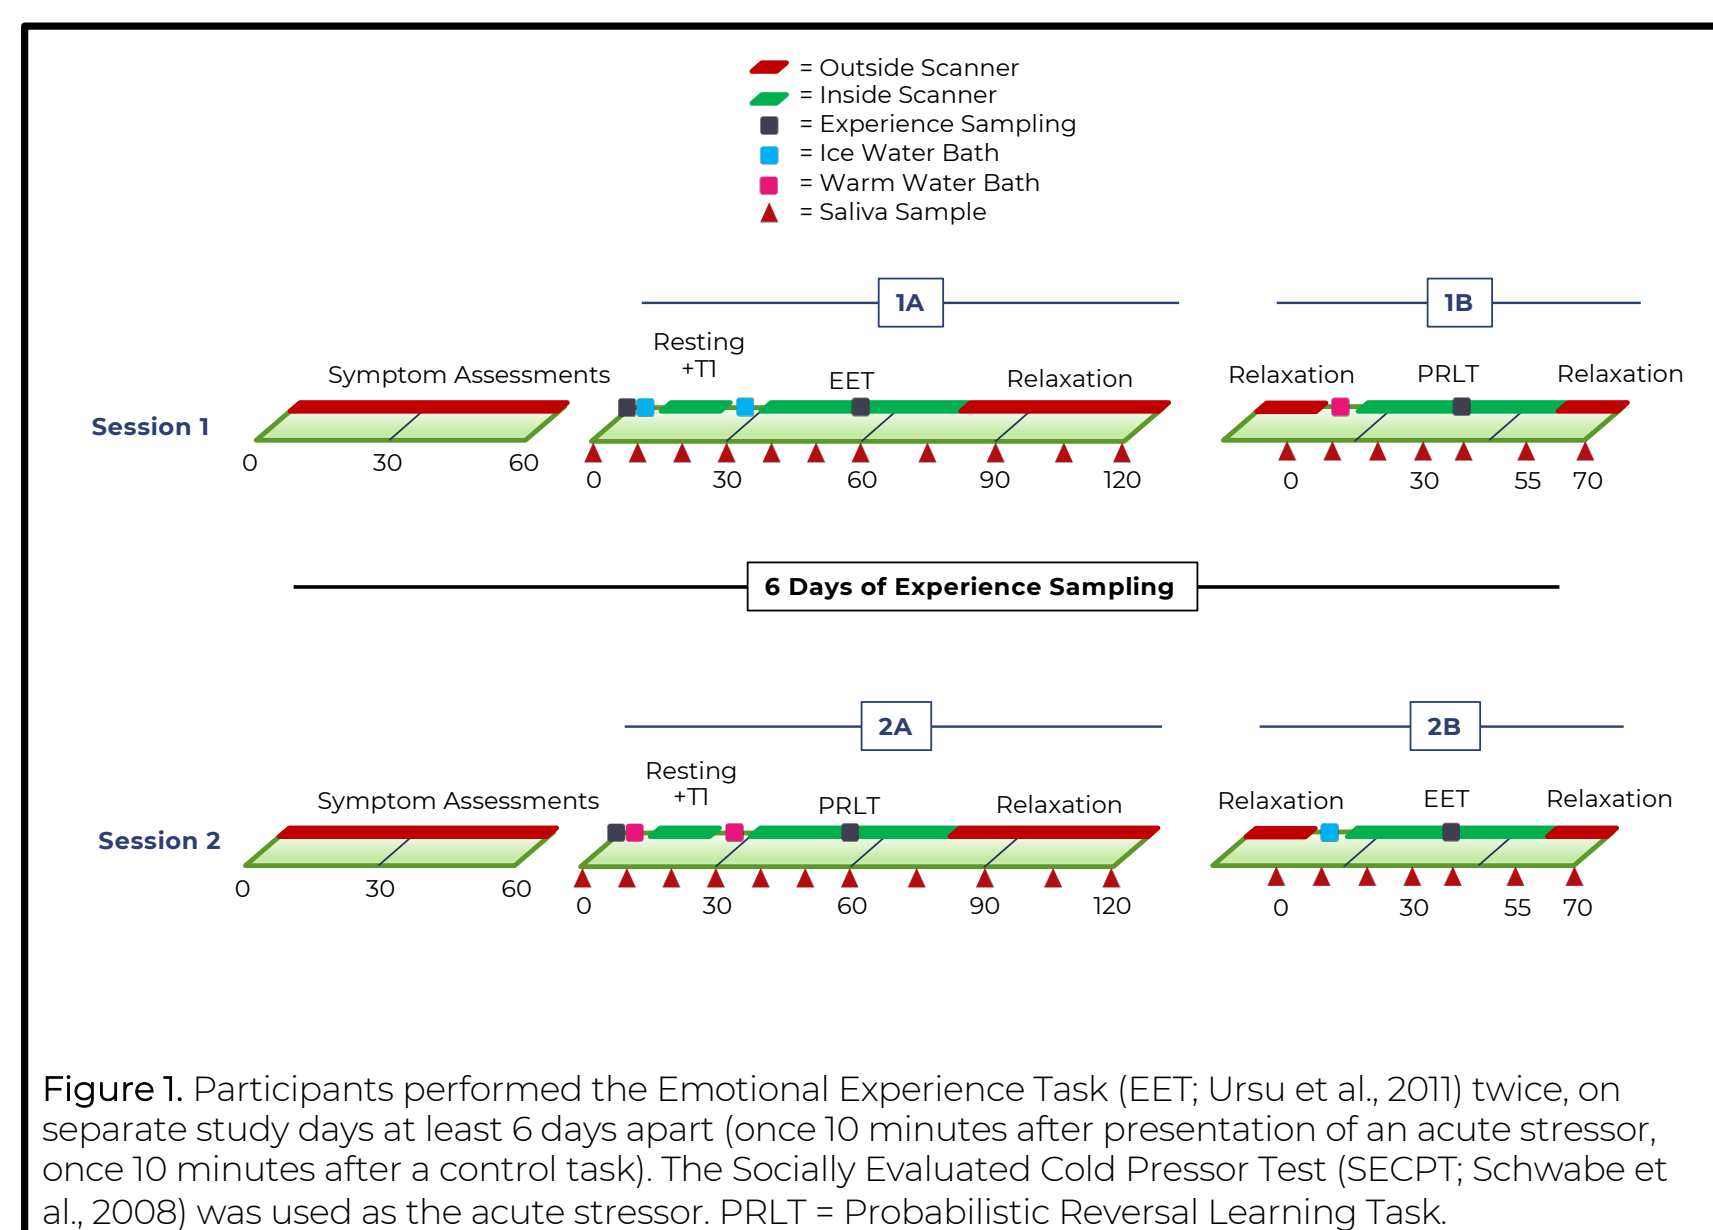 = Outside Scanner
= Inside Scanner
= Experience Sampling
= Ice Water Bath
= Warm Water Bath
= Saliva Sample
1A
1B
Resting
+T1
Symptom Assessments
EET
Relaxation
Relaxation
PRLT
Relaxation
Session 1
0
30
60
0
30
60
90
120
0
30
55
70
6 Days of Experience Sampling
2A
2B
Resting
+T1
Symptom Assessments
PRLT
Relaxation
Relaxation
EET
Relaxation
Session 2
0
30
60
0
30
60
90
120
0
30
55
70
Figure 1. Participants performed the Emotional Experience Task (EET; Ursu et al., 2011) twice, on
separate study days at least 6 days apart (once 10 minutes after presentation of an acute stressor,
once 10 minutes after a control task). The Socially Evaluated Cold Pressor Test (SECPT; Schwabe et
al., 2008) was used as the acute stressor. PRLT = Probabilistic Reversal Learning Task.